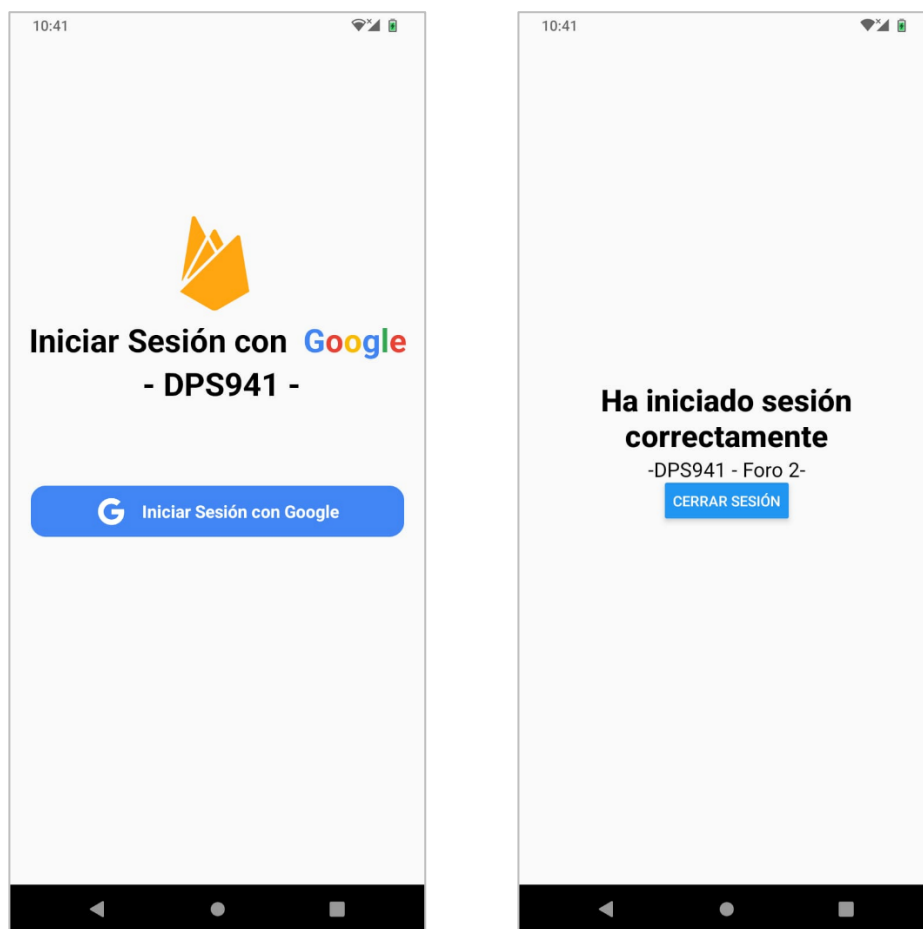 10:41
Iniciar Sesión con Google
- DPS941 -
G Iniciar Sesión con Google
10:41
Ha iniciado sesión
correctamente
-DPS941 - Foro 2-
CERRAR SESIÓN